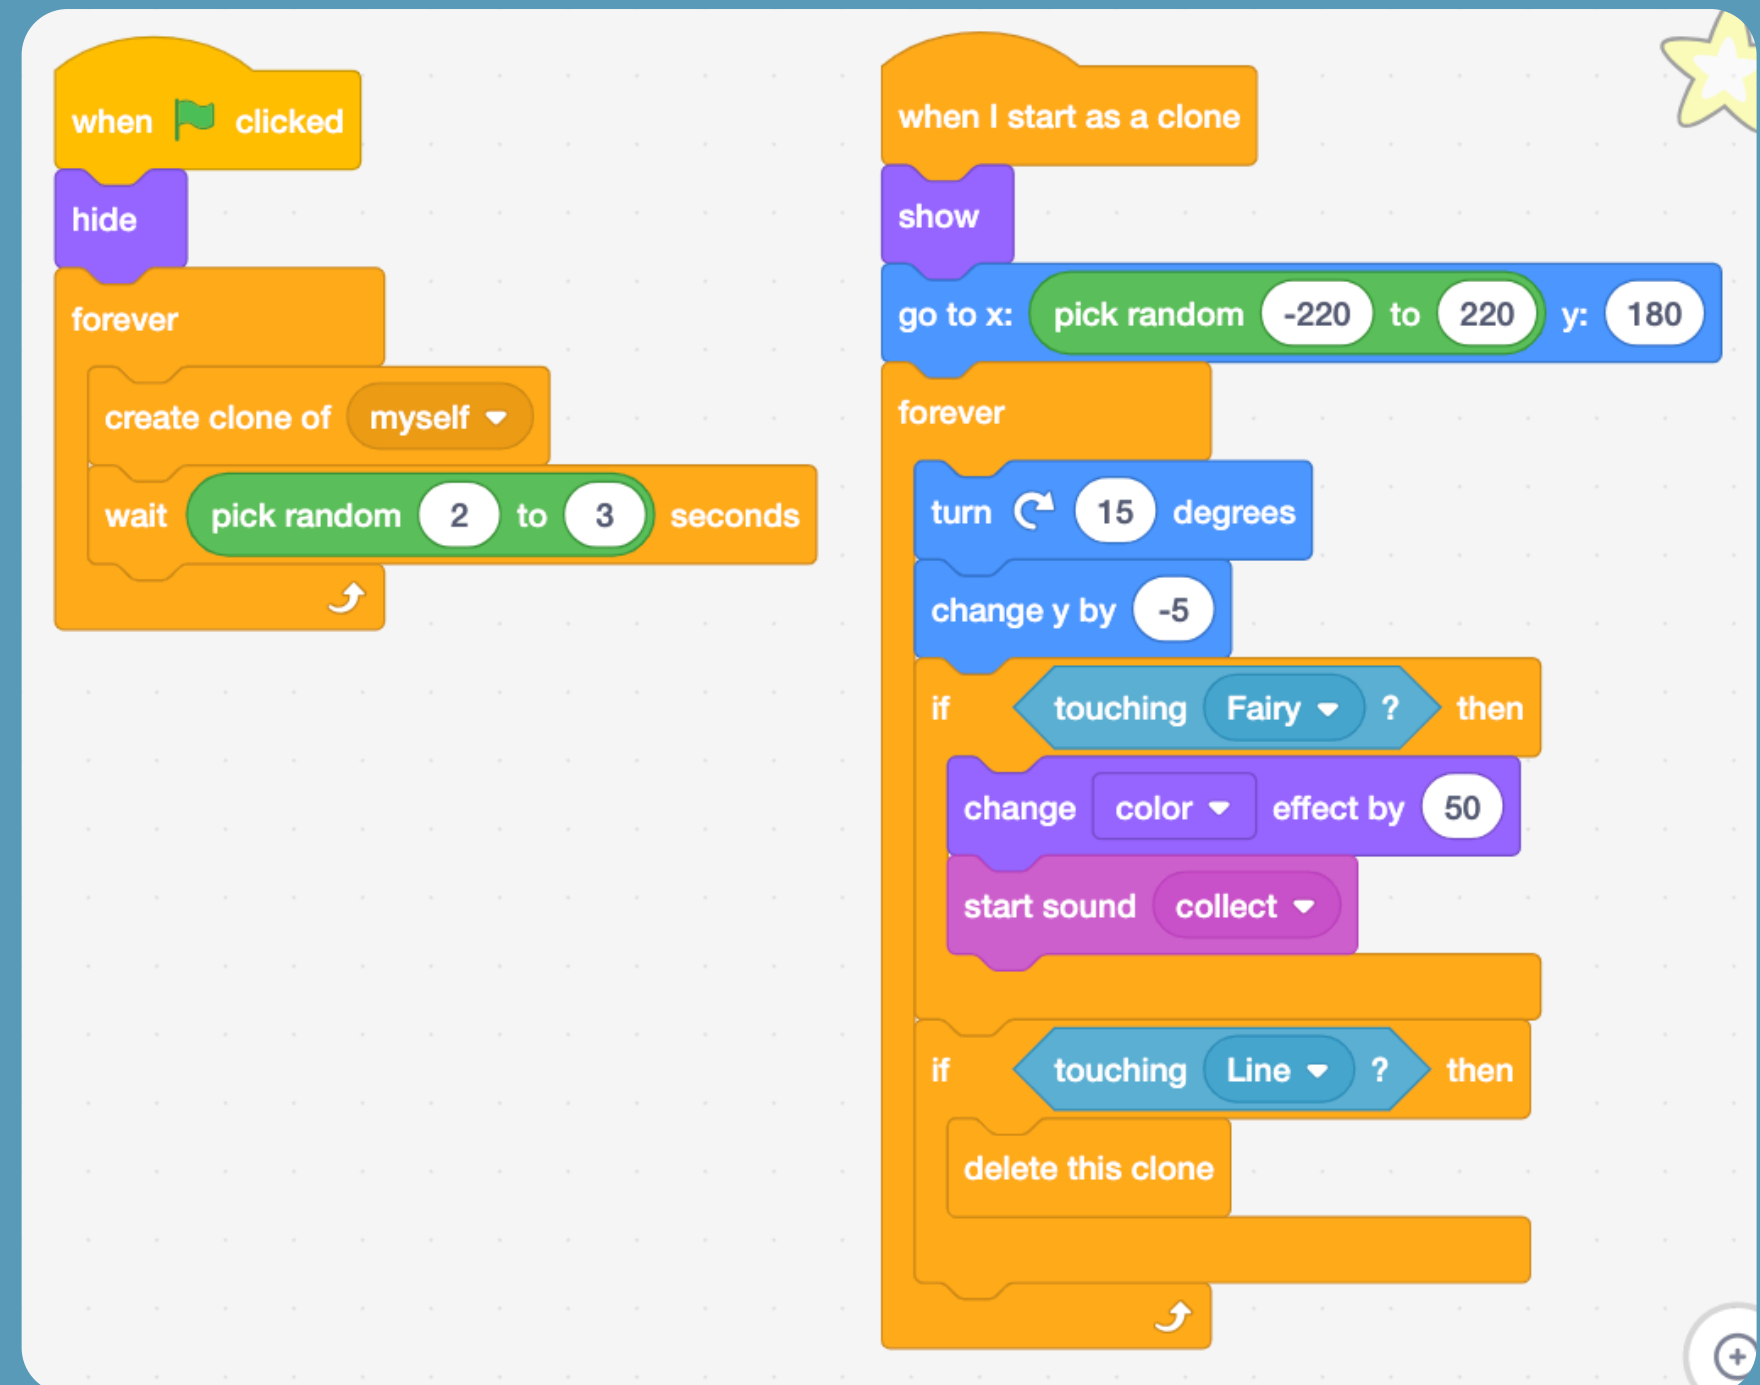 when clicked
hide
forever
create clone of myself
wait pick random 2 to 3 seconds
when I start as a clone
show
go to x: pick random -220 to 220 y: 180
forever
turn 15 degrees
change y by -5
if touching Fairy ? then
change color effect by 50
start sound collect
if touching Line ? then
delete this clone